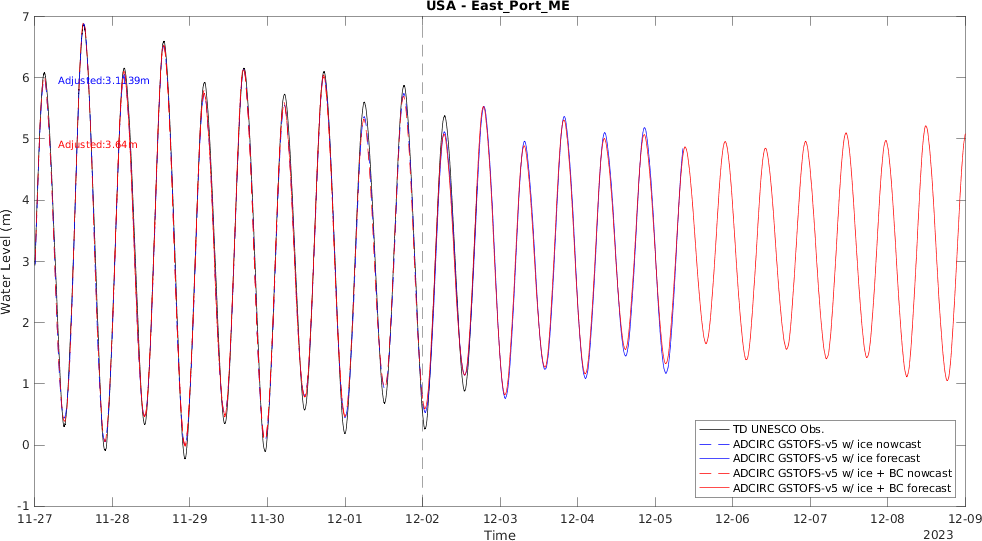 USA - East_Port_ME
7
6
5
4
3
2
1
0
-1
Water Level (m)
Adjusted:3.1139m
Adjusted:3.64m
TD UNESCO Obs.
ADCIRC GSTOFS-v5 w/ ice nowcast
ADCIRC GSTOFS-v5 w/ ice forecast
ADCIRC GSTOFS-v5 w/ ice + BC nowcast
ADCIRC GSTOFS-v5 w/ ice + BC forecast
11-27 11-28 11-29 11-30 12-01 12-02 12-03 12-04 12-05 12-06 12-07 12-08 12-09
Time
2023